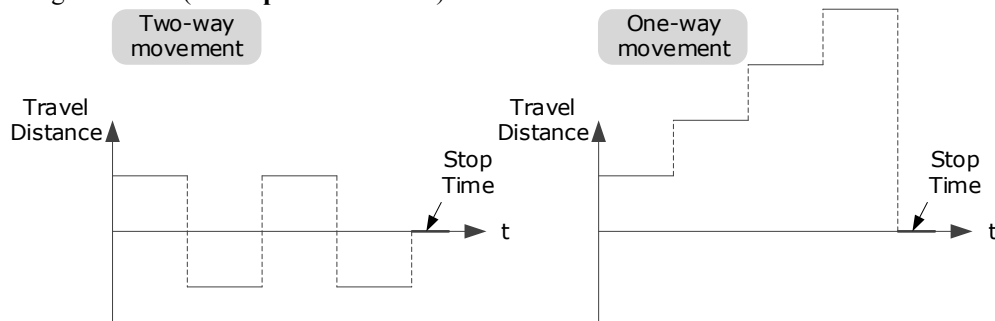 Two-way
movement
Travel
Distance
Stop
Time
t
One-way
movement
Travel
Distance
Stop
Time
t